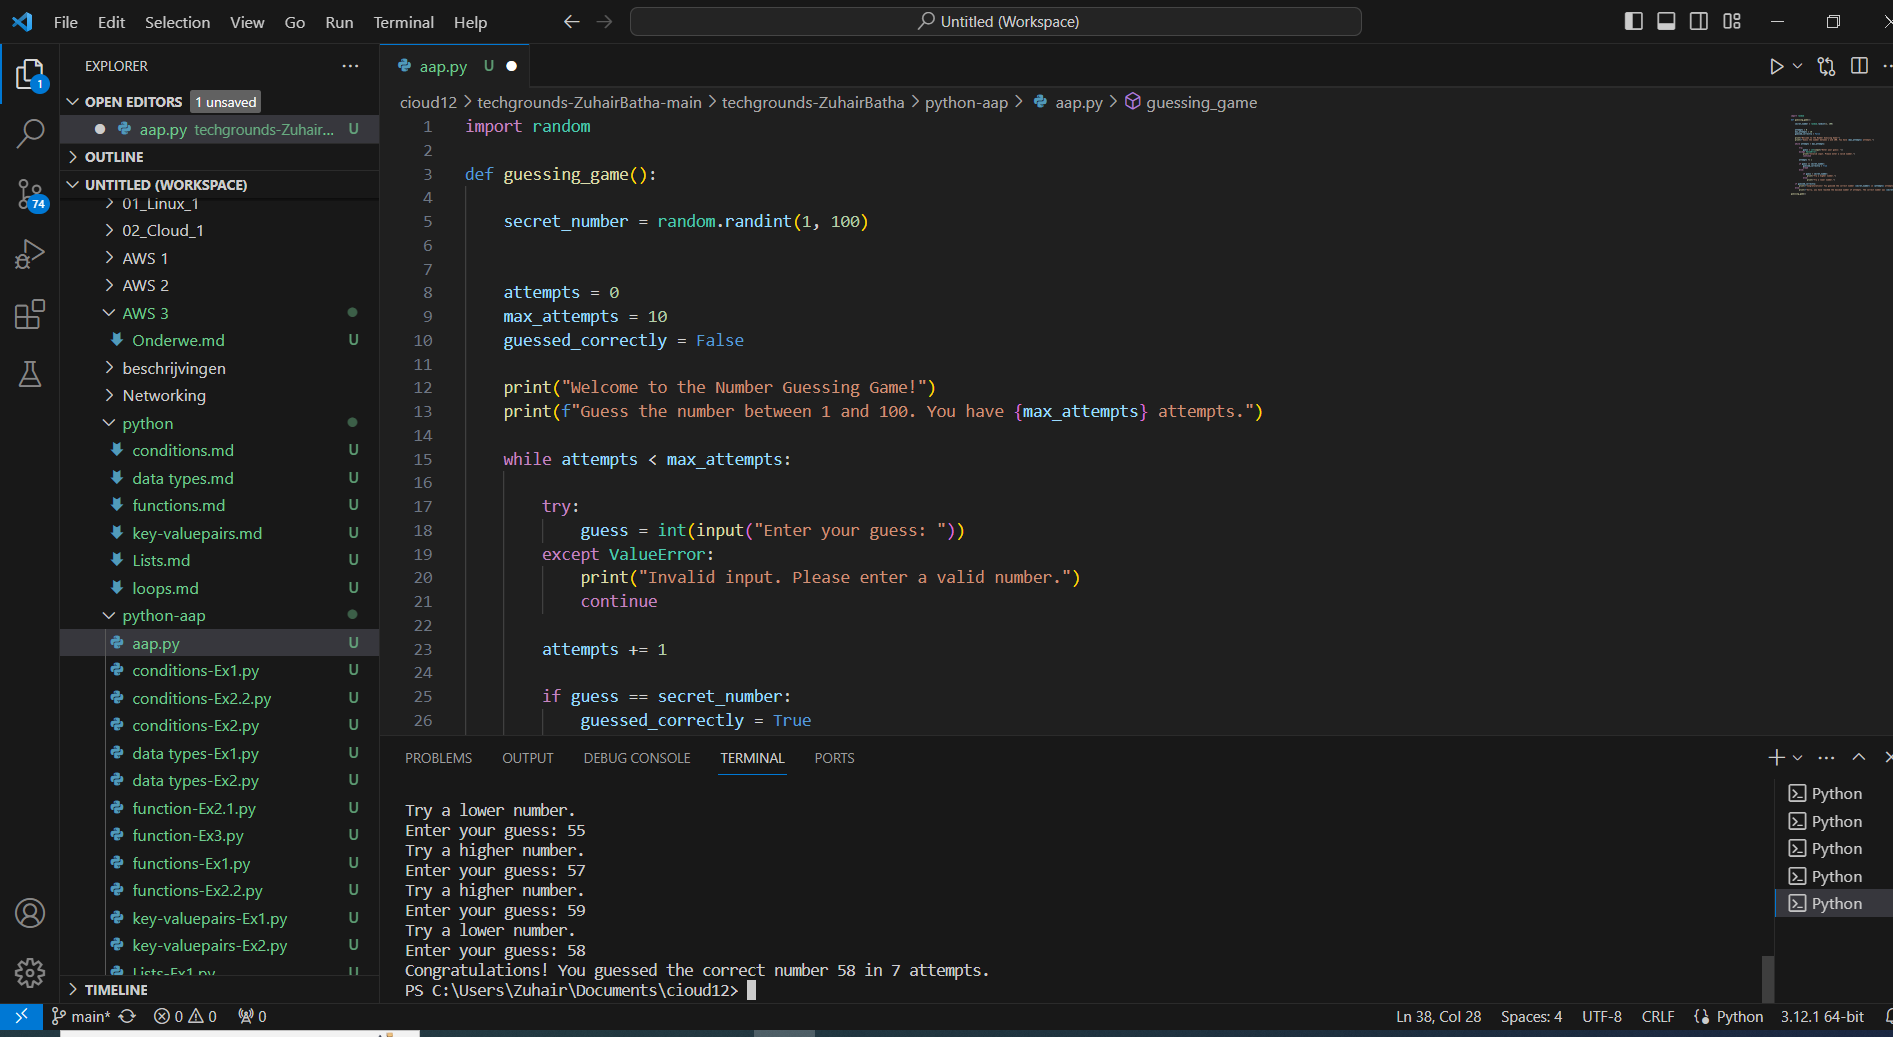 File Edit Selection View Go Run Terminal Help
Untitled (Workspace)
EXPLORER
OPEN EDITORS 1 unsaved
aap.py techgrounds-Zuhair... U
OUTLINE
UNTITLED (WORKSPACE)
01_Linux_1
02_Cloud_1
AWS 1
AWS 2
AWS 3
Onderwe.md U
beschrijvingen
Networking
python
conditions.md U
data types.md U
functions.md U
key-valuepairs.md U
Lists.md U
loops.md U
python-aap
aap.py U
conditions-Ex1.py U
conditions-Ex2.2.py U
conditions-Ex2.py U
data types-Ex1.py U
data types-Ex2.py U
function-Ex2.1.py U
function-Ex3.py U
functions-Ex1.py U
functions-Ex2.2.py U
key-valuepairs-Ex1.py U
key-valuepairs-Ex2.py U
Lists-Ex1.py U
TIMELINE
1
74
aap.py U
cioud12 > techgrounds-ZuhairBatha-main > techgrounds-ZuhairBatha > python-aap > aap.py > guessing_game
1 import random
2
3 def guessing_game():
4
5 secret_number = random.randint(1, 100)
6
7
8 attempts = 0
9 max_attempts = 10
10 guessed_correctly = False
11
12 print("Welcome to the Number Guessing Game!")
13 print(f"Guess the number between 1 and 100. You have {max_attempts} attempts.")
14
15 while attempts < max_attempts:
16
17 try:
18 guess = int(input("Enter your guess: "))
19 except ValueError:
20 print("Invalid input. Please enter a valid number.")
21 continue
22
23 attempts += 1
24
25 if guess == secret_number:
26 guessed_correctly = True
PROBLEMS OUTPUT DEBUG CONSOLE TERMINAL PORTS
Try a lower number.
Enter your guess: 55
Try a higher number.
Enter your guess: 57
Try a higher number.
Enter your guess: 59
Try a lower number.
Enter your guess: 58
Congratulations! You guessed the correct number 58 in 7 attempts.
PS C:\Users\Zuhair\Documents\cioud12>
Python
Python
Python
Python
Python
main* 0 0 0
Ln 38, Col 28 Spaces: 4 UTF-8 CRLF Python 3.12.1 64-bit